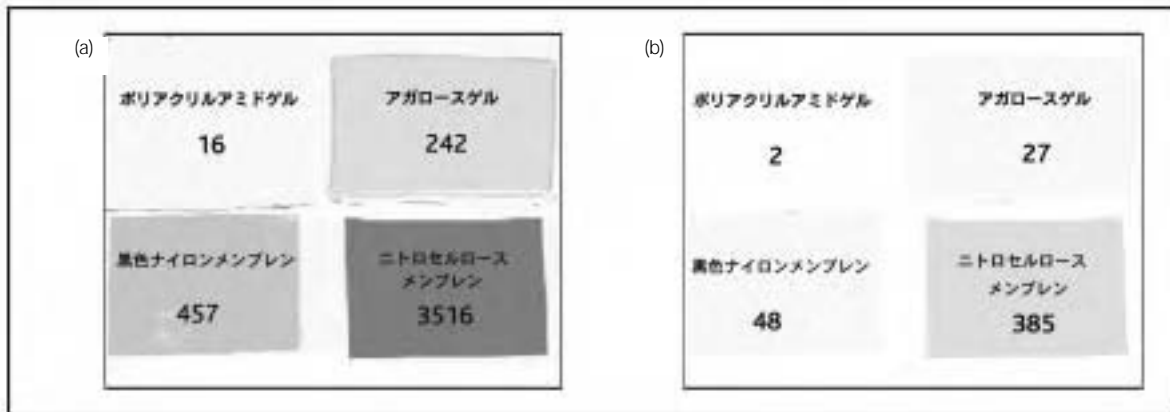 (a)
ポリアクリルアミドゲル
16
アガロースゲル
242
黒色ナイロンメンブレン
457
ニトロセルロース
メンブレン
3516
(b)
ポリアクリルアミドゲル
2
アガロースゲル
27
黒色ナイロンメンブレン
48
ニトロセルロース
メンブレン
385